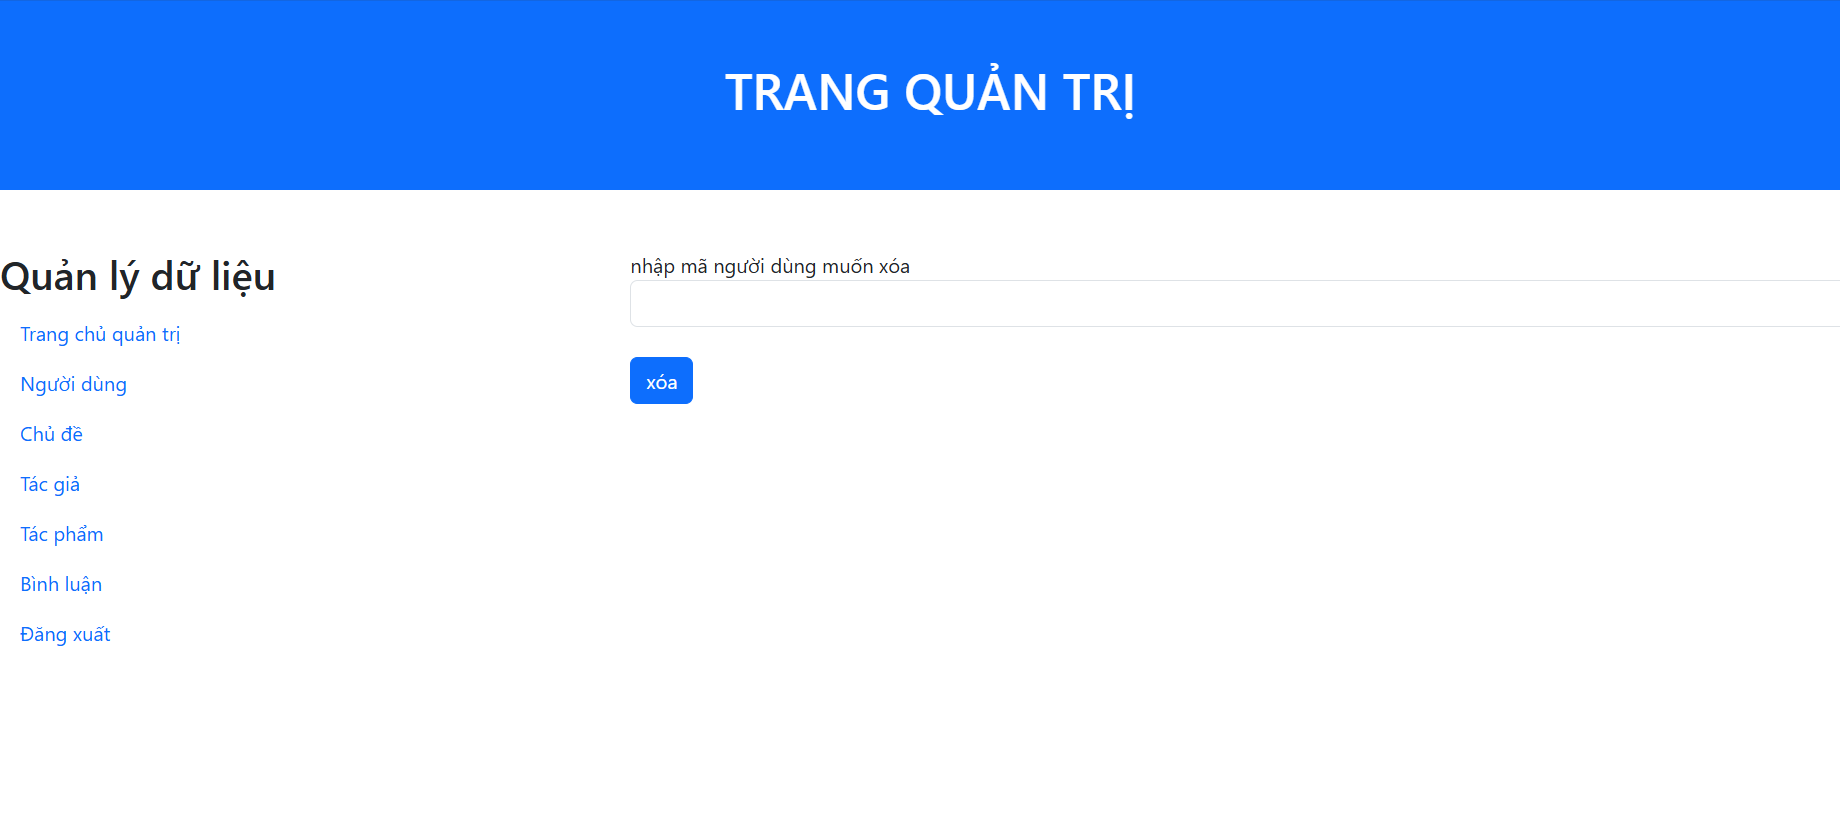 TRANG QUẢN TRỊ
Quản lý dữ liệu
Trang chủ quản trị
Người dùng
Chủ đề
Tác giả
Tác phẩm
Bình luận
Đăng xuất
nhập mã người dùng muốn xóa
xóa